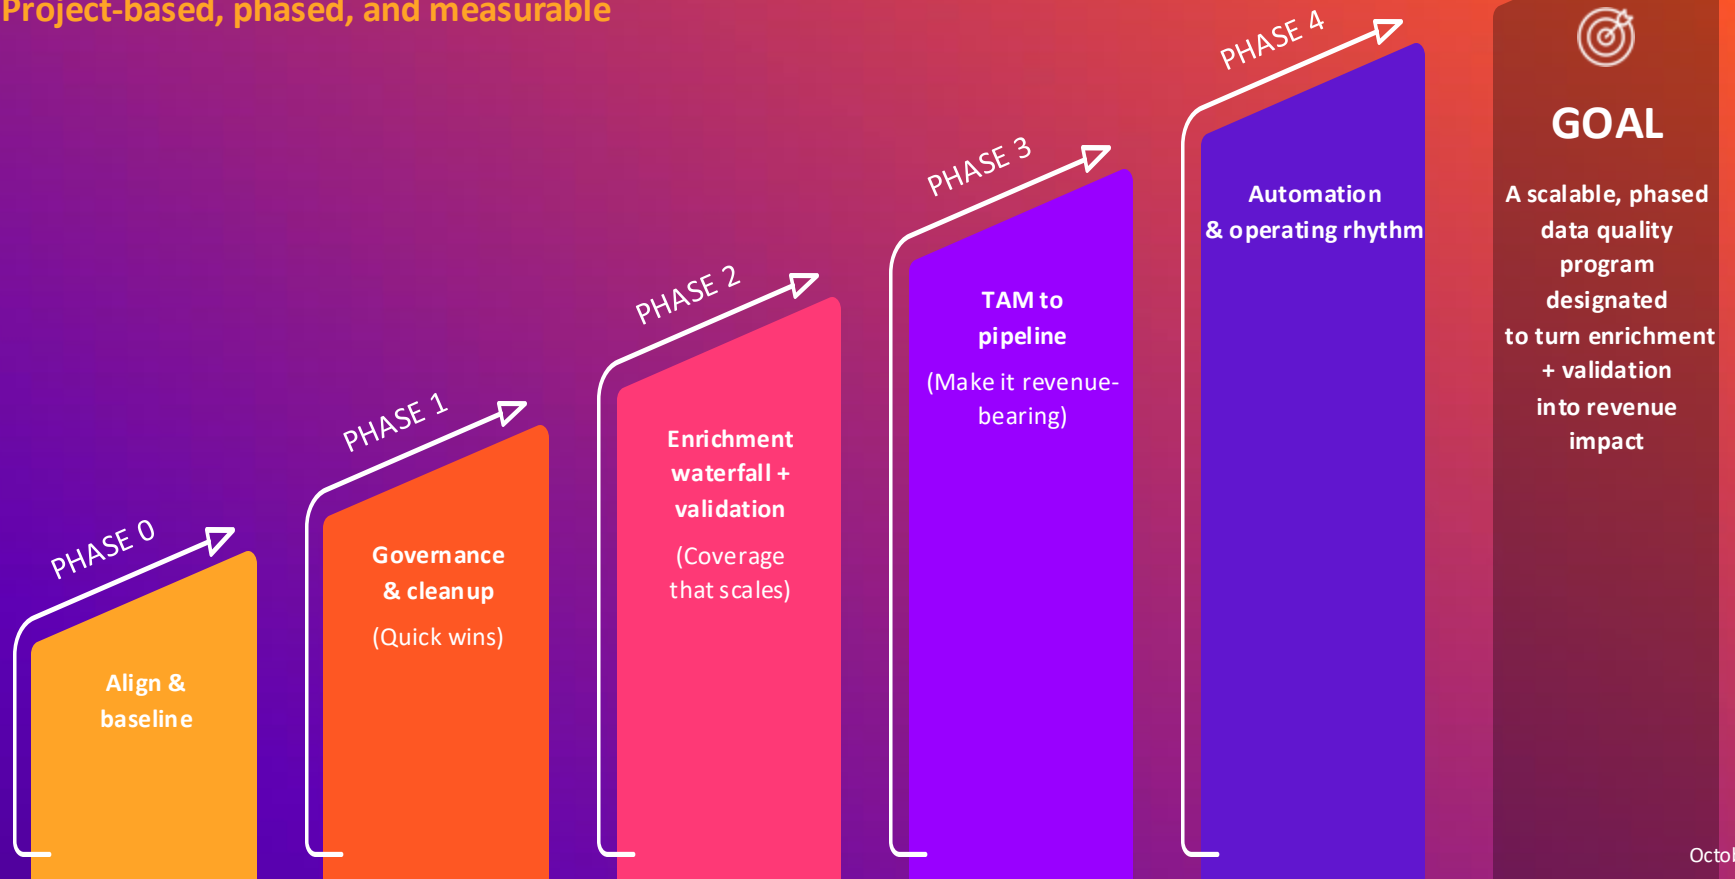 Project-based, phased, and measurable
PHASE 0
Align &
baseline
PHASE 1
Governance
& cleanup
(Quick wins)
PHASE 2
Enrichment
waterfall +
validation
(Coverage
that scales)
PHASE 3
TAM to
pipeline
(Make it revenue-
bearing)
PHASE 4
Automation
& operating rhythm
GOAL
A scalable, phased
data quality
program
designated
to turn enrichment
+ validation
into revenue
impact